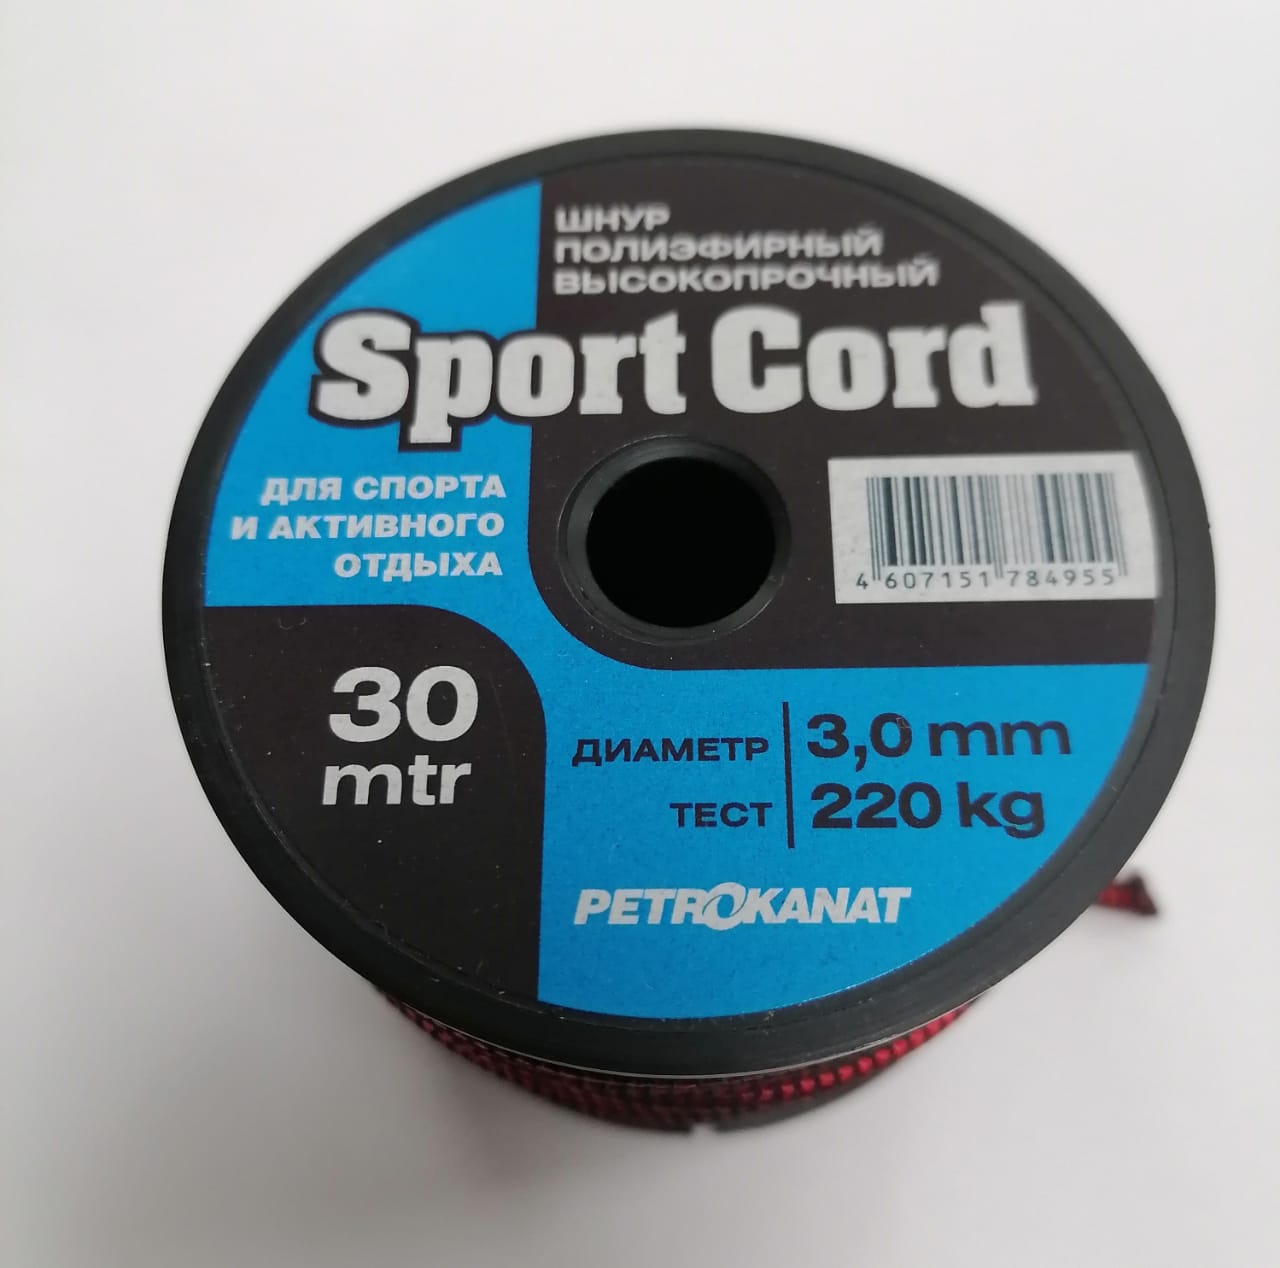 ШНУР
ПОЛИЭФИРНЫЙ
ВЫСОКОПРОЧНЫЙ
Sport Cord
ДЛЯ СПОРТА
И АКТИВНОГО
ОТДЫХА
4 607151 784955
30
mtr
ДИАМЕТР 3,0 mm
ТЕСТ 220 kg
PETROKANAT